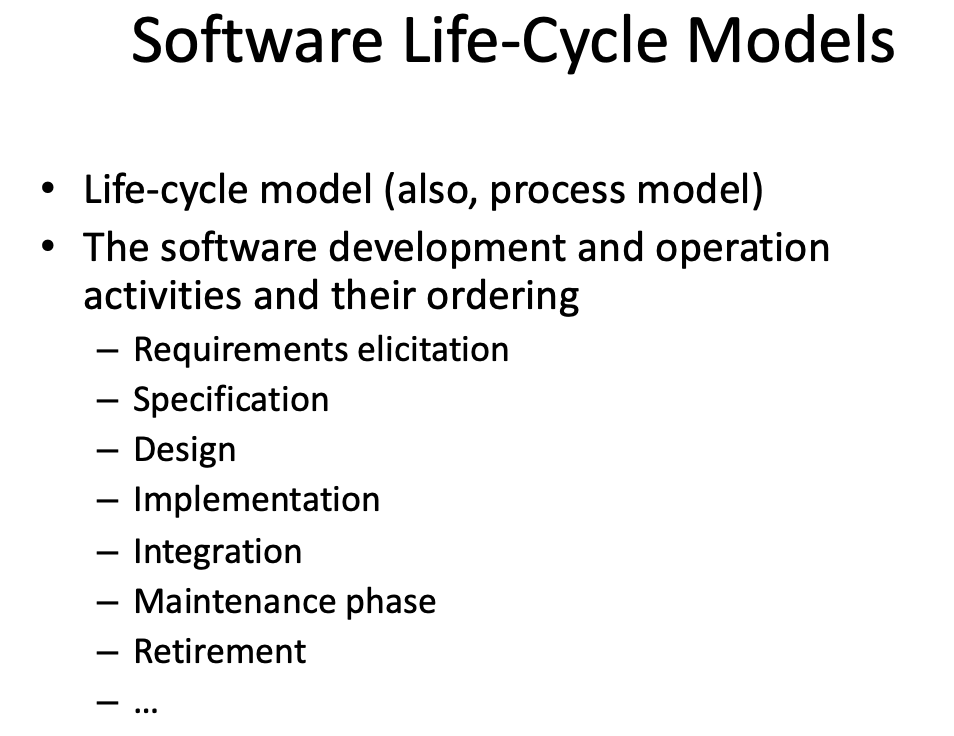 Software Life-Cycle Models
• Life-cycle model (also, process model)
• The software development and operation
activities and their ordering
– Requirements elicitation
– Specification
– Design
– Implementation
– Integration
– Maintenance phase
– Retirement
– …